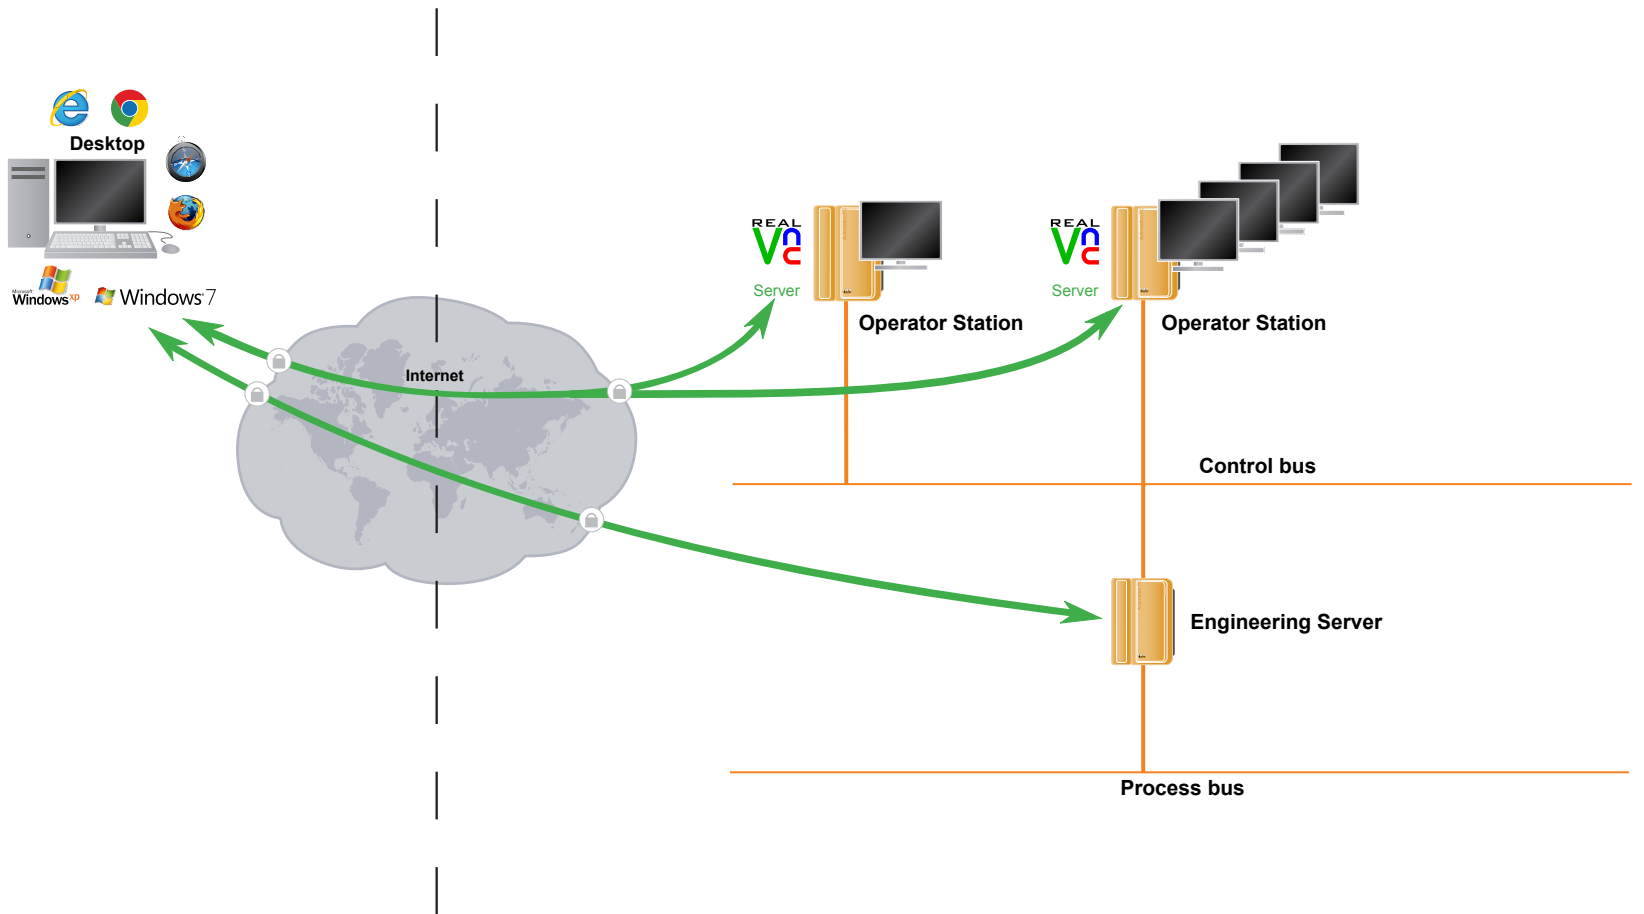 Desktop
Microsoft
Windows xp
Windows 7
Internet
REAL
Vnc
Server
Operator Station
REAL
Vnc
Server
Operator Station
Control bus
Engineering Server
Process bus